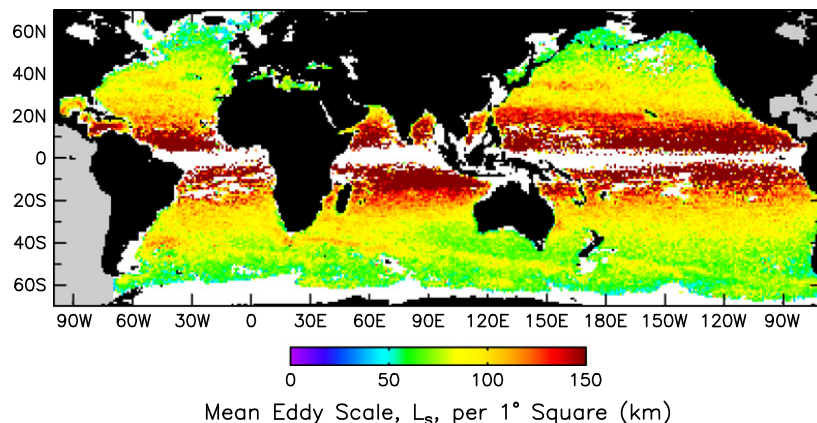 60N
40N
20N
0
20S
40S
60S
90W 60W 30W 0 30E 60E 90E 120E 150E 180E 150W 120W 90W
0 50 100 150
Mean Eddy Scale, Lₛ, per 1° Square (km)